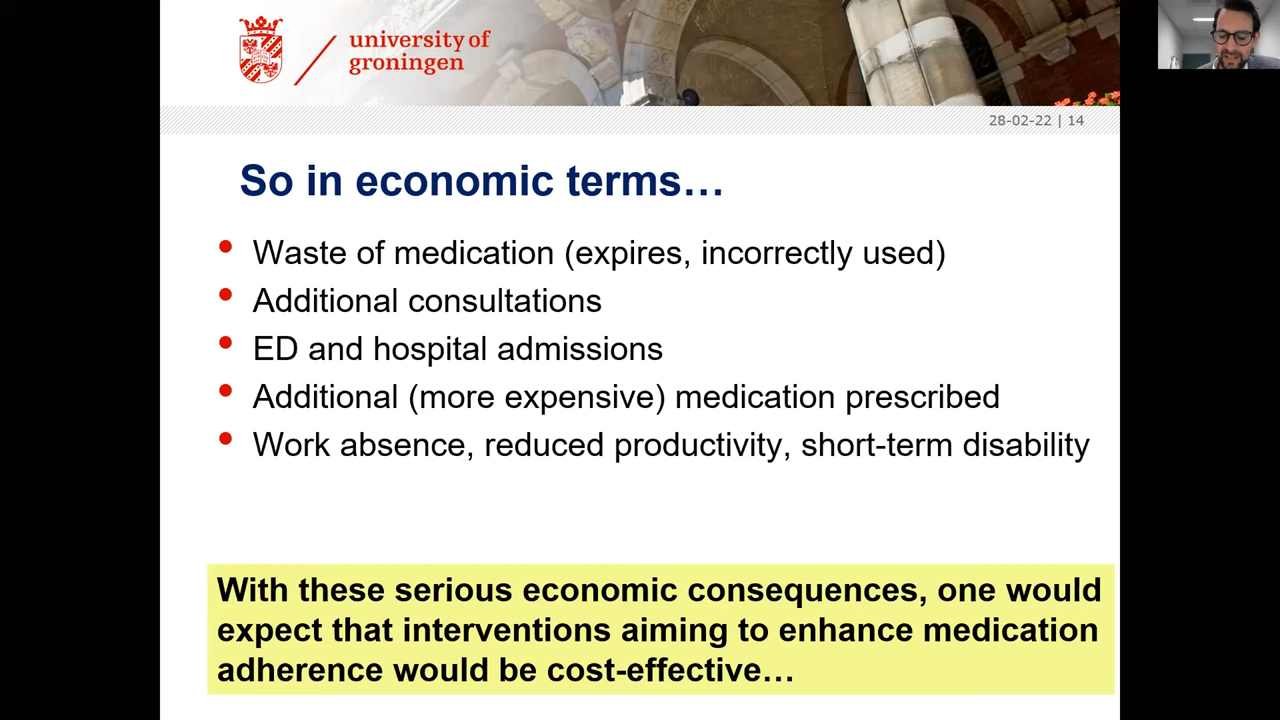 university of
groningen
28-02-22 | 14
So in economic terms…
• Waste of medication (expires, incorrectly used)
• Additional consultations
• ED and hospital admissions
• Additional (more expensive) medication prescribed
• Work absence, reduced productivity, short-term disability
With these serious economic consequences, one would
expect that interventions aiming to enhance medication
adherence would be cost-effective…